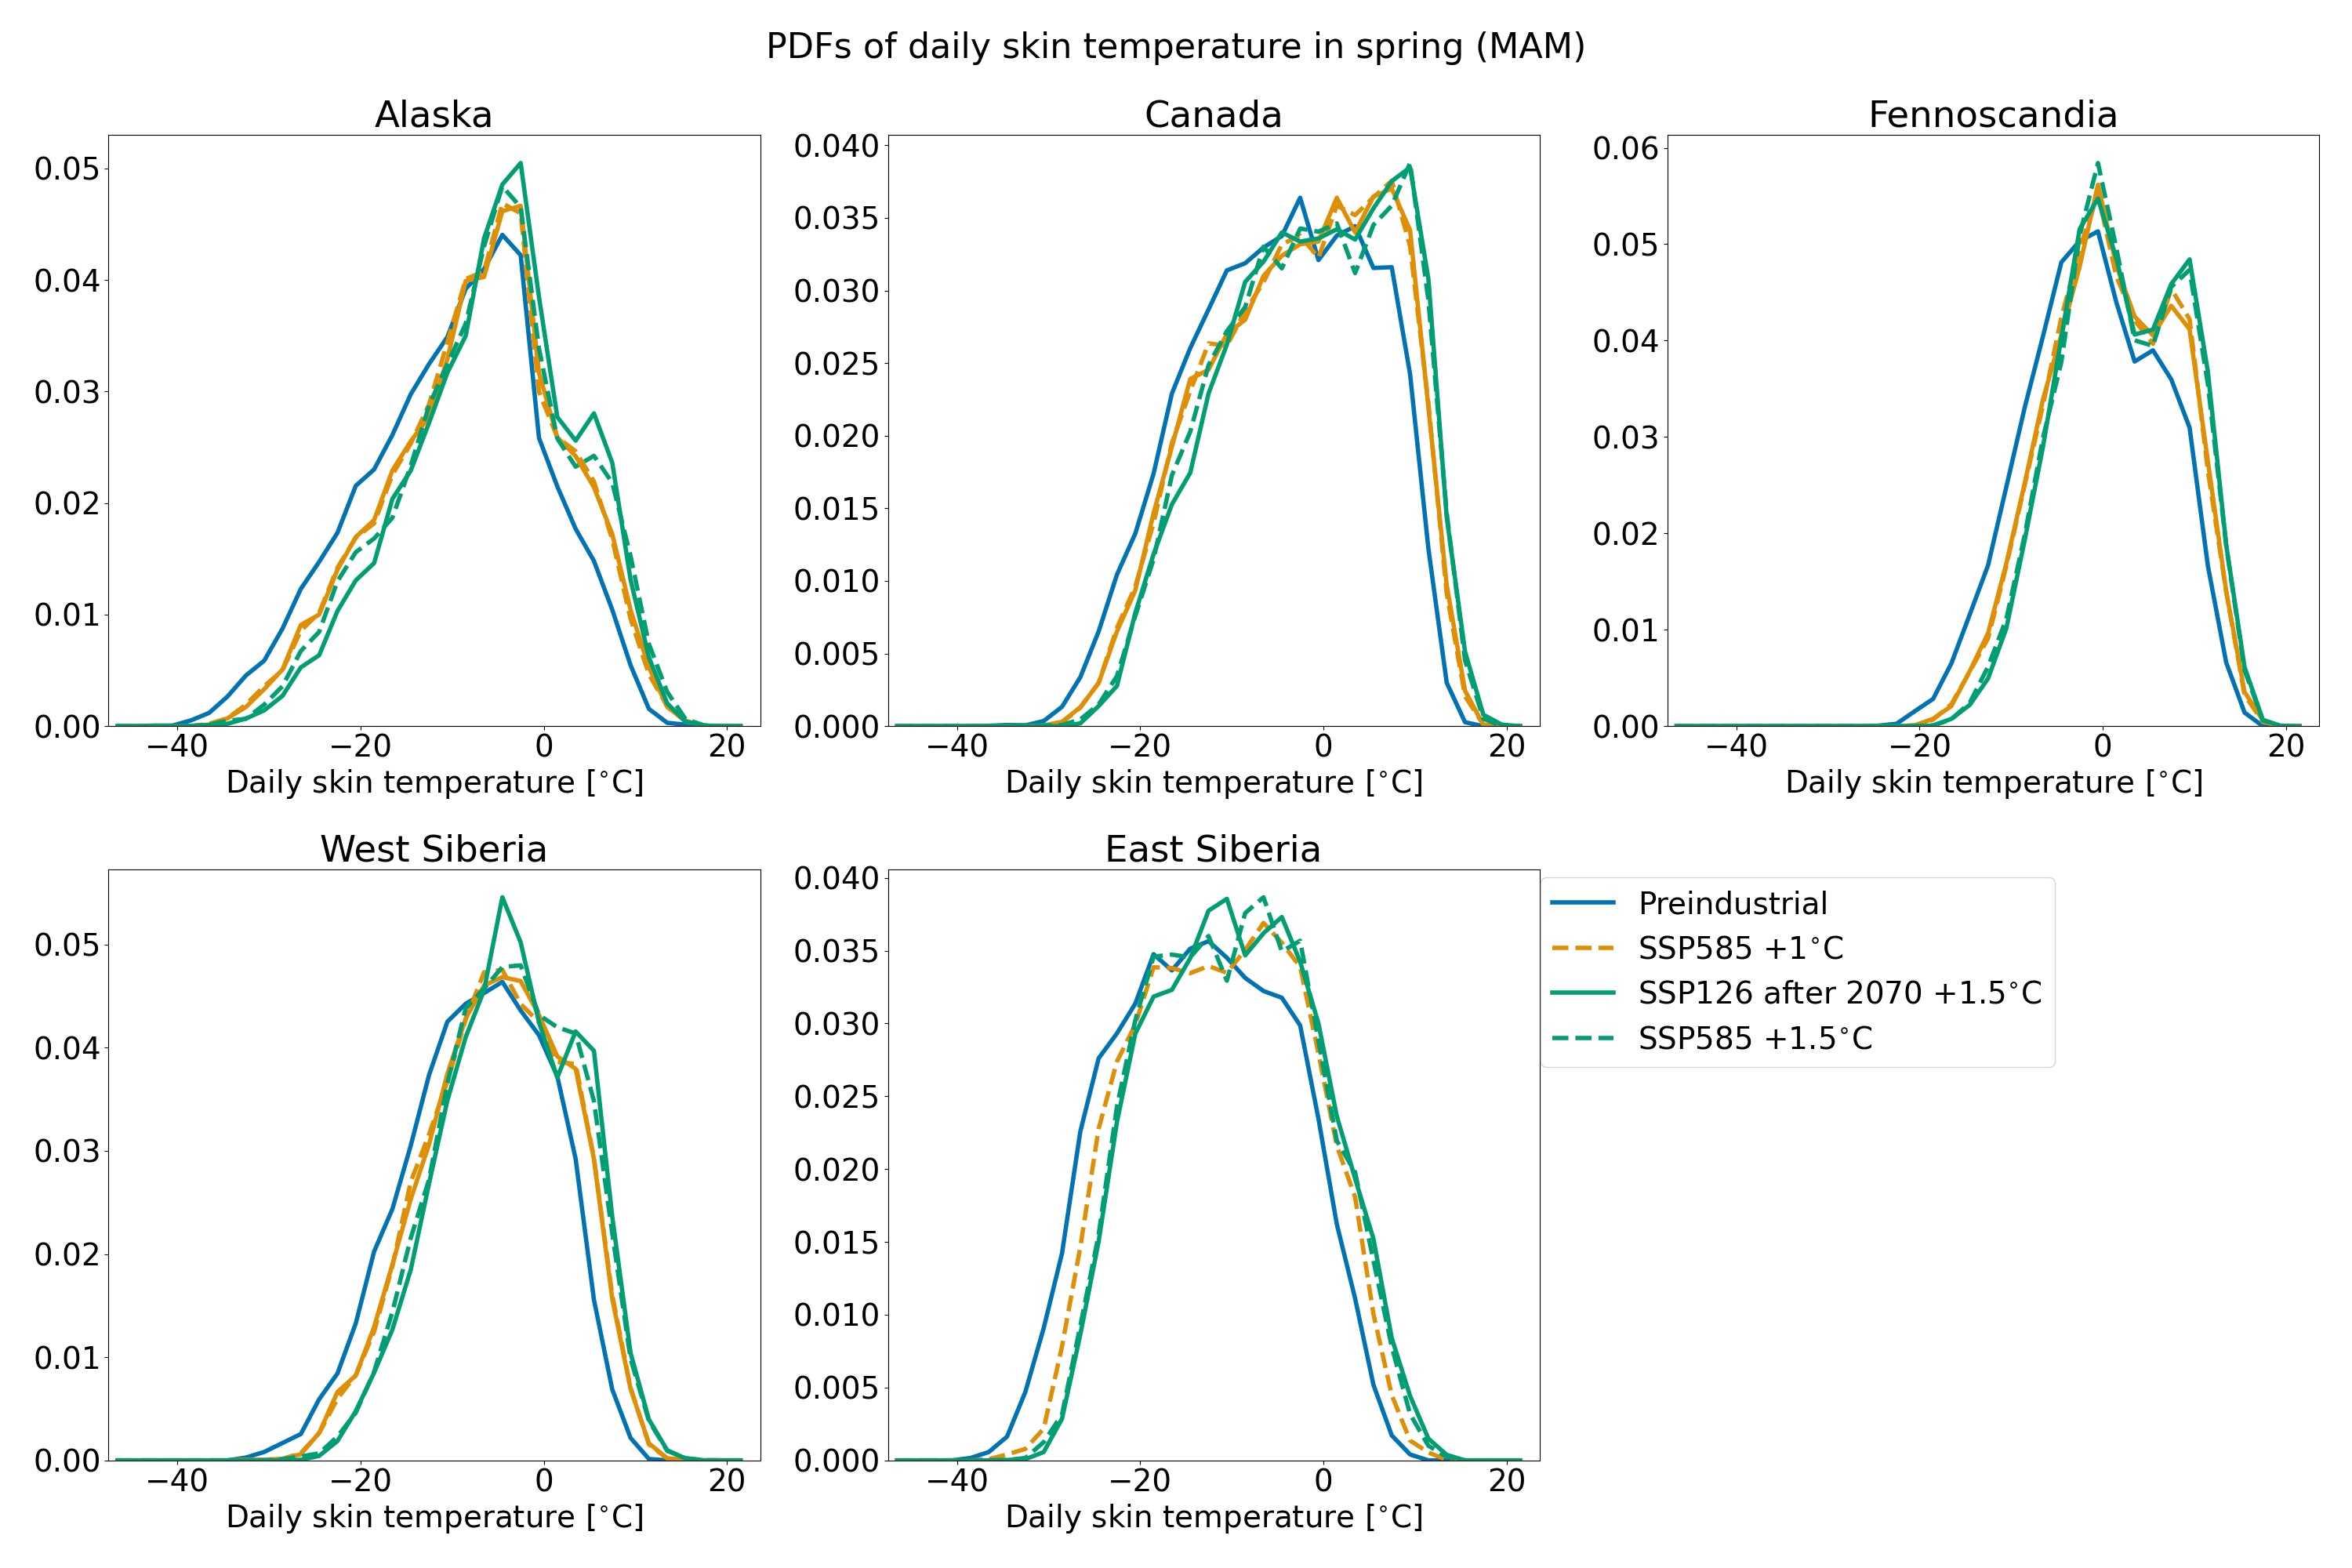 PDFs of daily skin temperature in spring (MAM)
Alaska
0.05
0.04
0.03
0.02
0.01
0.00
−40 −20 0 20
Daily skin temperature [°C]
Canada
0.040
0.035
0.030
0.025
0.020
0.015
0.010
0.005
0.000
−40 −20 0 20
Daily skin temperature [°C]
Fennoscandia
0.06
0.05
0.04
0.03
0.02
0.01
0.00
−40 −20 0 20
Daily skin temperature [°C]
West Siberia
0.05
0.04
0.03
0.02
0.01
0.00
−40 −20 0 20
Daily skin temperature [°C]
East Siberia
0.040
0.035
0.030
0.025
0.020
0.015
0.010
0.005
0.000
−40 −20 0 20
Daily skin temperature [°C]
Preindustrial
SSP585 +1°C
SSP126 after 2070 +1.5°C
SSP585 +1.5°C